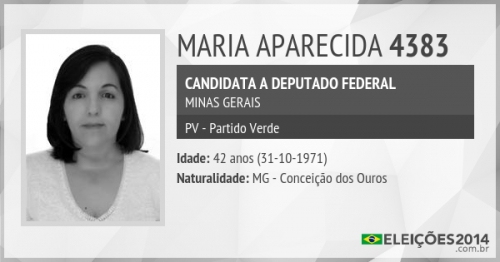 MARIA APARECIDA 4383
CANDIDATA A DEPUTADO FEDERAL
MINAS GERAIS
PV - Partido Verde
Idade: 42 anos (31-10-1971)
Naturalidade: MG - Conceição dos Ouros
ELEIÇÕES2014
.com.br